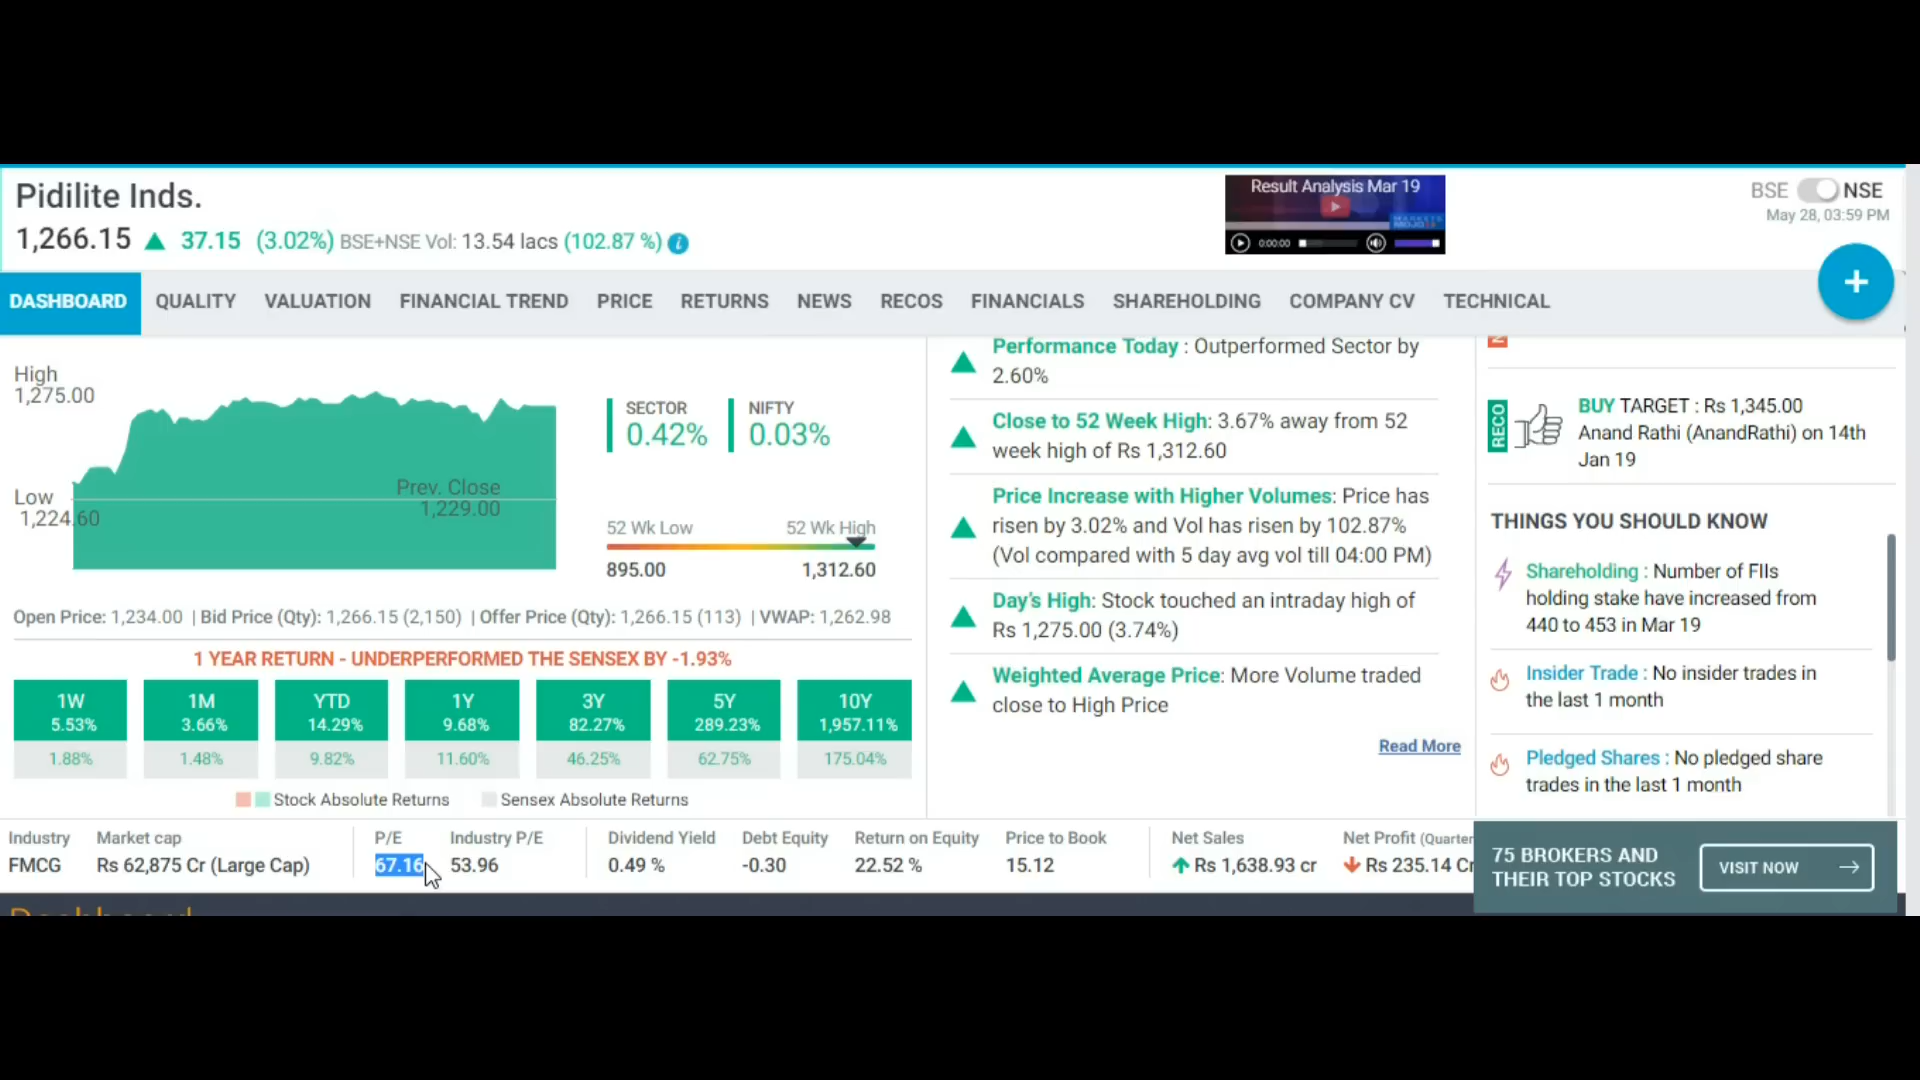 Pidilite Inds.
1,266.15 37.15 (3.02%) BSE+NSE Vol: 13.54 lacs (102.87 %) i
Result Analysis Mar 19
MARKETS
MOJO
0:00:00
BSE NSE
May 28, 03:59 PM
+
DASHBOARD QUALITY VALUATION FINANCIAL TREND PRICE RETURNS NEWS RECOS FINANCIALS SHAREHOLDING COMPANY CV TECHNICAL
High
1,275.00
Low
1,224.60
Prev. Close
1,229.00
SECTOR
0.42%
NIFTY
0.03%
52 Wk Low 52 Wk High
895.00 1,312.60
Open Price: 1,234.00 | Bid Price (Qty): 1,266.15 (2,150) | Offer Price (Qty): 1,266.15 (113) | VWAP: 1,262.98
1 YEAR RETURN - UNDERPERFORMED THE SENSEX BY -1.93%
1W 1M YTD 1Y 3Y 5Y 10Y
5.53% 3.66% 14.29% 9.68% 82.27% 289.23% 1,957.11%
1.88% 1.48% 9.82% 11.60% 46.25% 62.75% 175.04%
Stock Absolute Returns Sensex Absolute Returns
Performance Today : Outperformed Sector by
2.60%
Close to 52 Week High: 3.67% away from 52
week high of Rs 1,312.60
Price Increase with Higher Volumes: Price has
risen by 3.02% and Vol has risen by 102.87%
(Vol compared with 5 day avg vol till 04:00 PM)
Day's High: Stock touched an intraday high of
Rs 1,275.00 (3.74%)
Weighted Average Price: More Volume traded
close to High Price
Read More
RECO
BUY TARGET : Rs 1,345.00
Anand Rathi (AnandRathi) on 14th
Jan 19
THINGS YOU SHOULD KNOW
Shareholding : Number of FIIs
holding stake have increased from
440 to 453 in Mar 19
Insider Trade : No insider trades in
the last 1 month
Pledged Shares : No pledged share
trades in the last 1 month
Industry Market cap P/E Industry P/E Dividend Yield Debt Equity Return on Equity Price to Book Net Sales Net Profit (Quarter
FMCG Rs 62,875 Cr (Large Cap) 67.16 53.96 0.49 % -0.30 22.52 % 15.12 Rs 1,638.93 cr Rs 235.14 Cr
75 BROKERS AND
THEIR TOP STOCKS
VISIT NOW
Dashboard